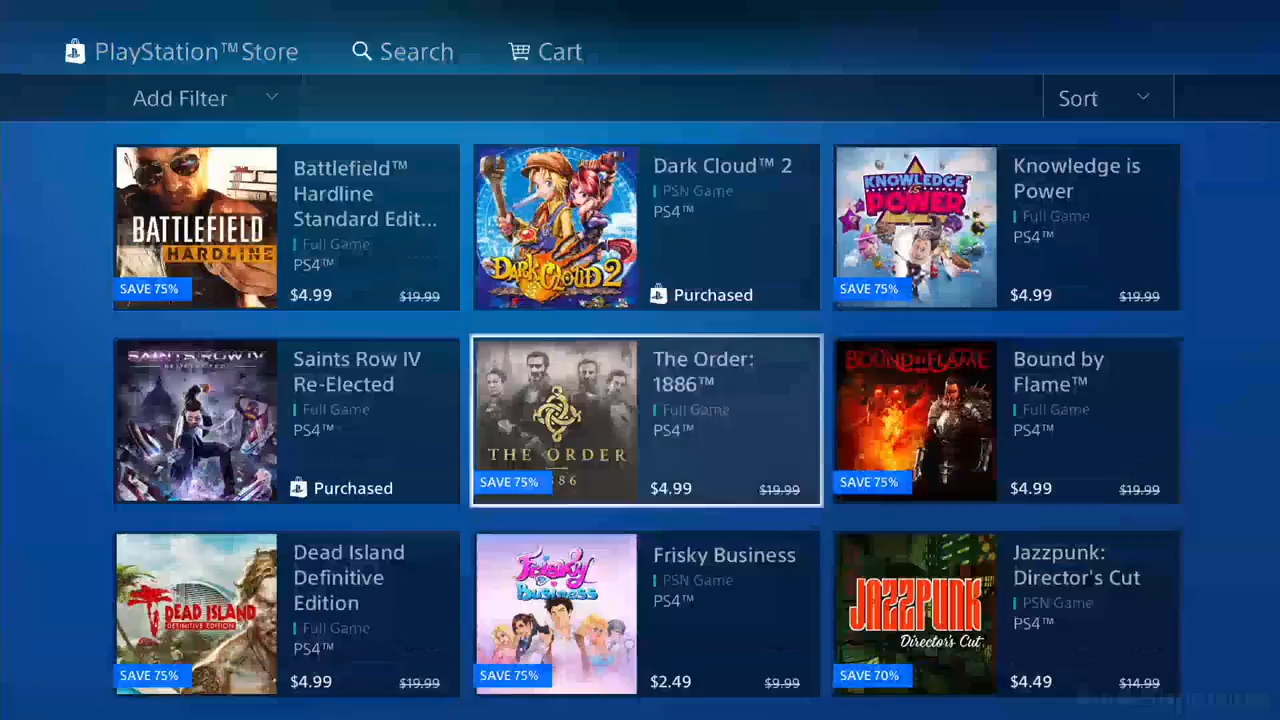 PlayStation™Store
Search
Cart
Add Filter
Sort
BATTLEFIELD
HARDLINE
SAVE 75%
Battlefield™
Hardline
Standard Edit...
Full Game
PS4™
$4.99
$19.99
DARK CLOUD 2
Dark Cloud™ 2
PSN Game
PS4™
Purchased
KNOWLEDGE
IS
POWER
SAVE 75%
Knowledge is
Power
Full Game
PS4™
$4.99
$19.99
SAINTS ROW IV
RE-ELECTED
Saints Row IV
Re-Elected
Full Game
PS4™
Purchased
THE ORDER
SAVE 75%
The Order:
1886™
Full Game
PS4™
$4.99
$19.99
BOUND BY FLAME
SAVE 75%
Bound by
Flame™
Full Game
PS4™
$4.99
$19.99
DEAD ISLAND
DEFINITIVE EDITION
SAVE 75%
Dead Island
Definitive
Edition
Full Game
PS4™
$4.99
$19.99
Frisky
Business
SAVE 75%
Frisky Business
PSN Game
PS4™
$2.49
$9.99
JAZZPUNK
Director's Cut
SAVE 70%
Jazzpunk:
Director's Cut
PSN Game
PS4™
$4.49
$14.99